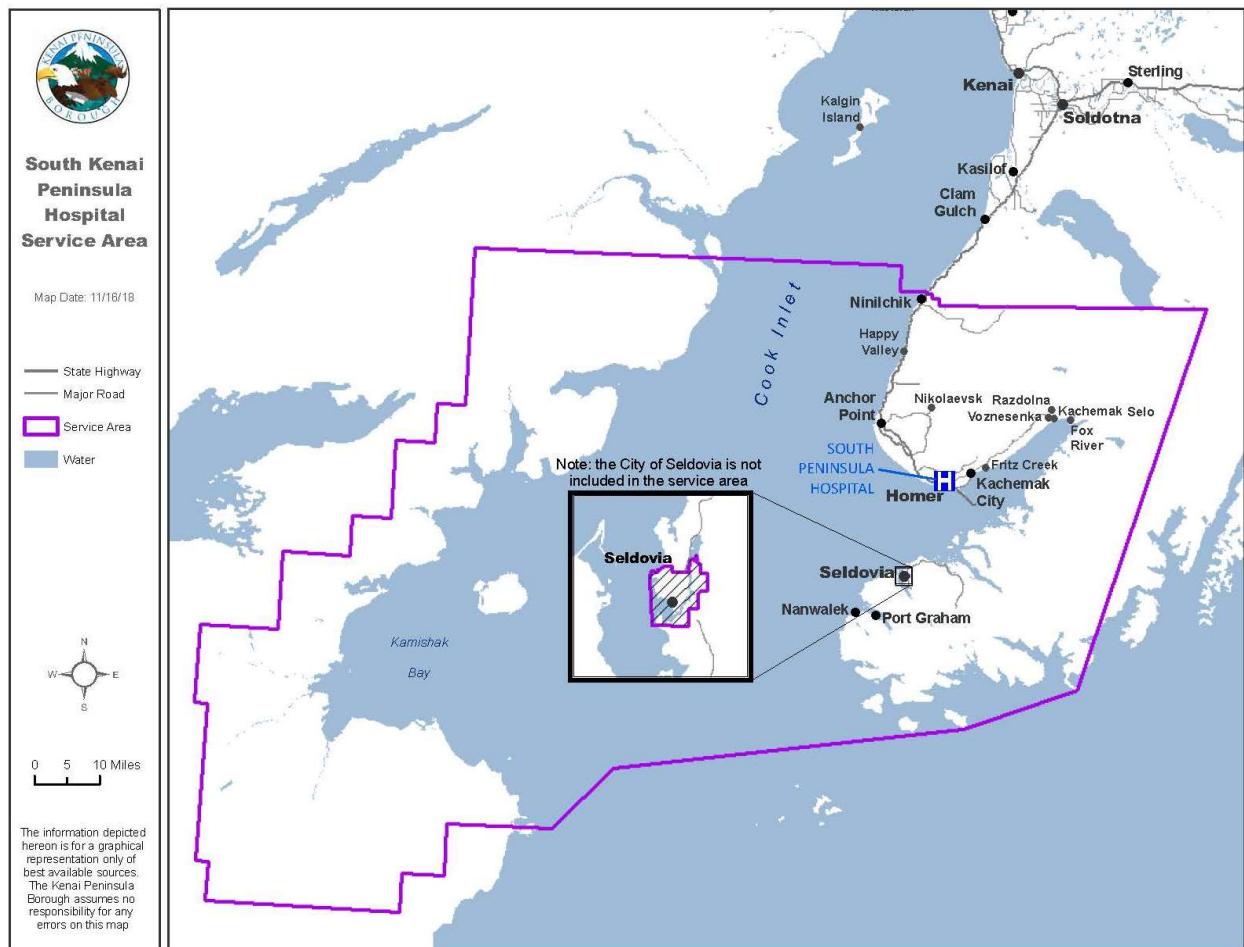 KENAI PENINSULA
BOROUGH
South Kenai
Peninsula
Hospital
Service Area
Map Date: 11/16/18
State Highway
Major Road
Service Area
Water
N
W
E
S
0 5 10 Miles
The information depicted
hereon is for a graphical
representation only of
best available sources.
The Kenai Peninsula
Borough assumes no
responsibility for any
errors on this map
Kenai
Sterling
Soldotna
Kalgin
Island
Kasilof
Clam
Gulch
Cook Inlet
Ninilchik
Happy
Valley
Anchor
Point
Nikolaevsk
Razdolna
Voznesenka
Kachemak Selo
Fox
River
SOUTH
PENINSULA
HOSPITAL
H
Fritz Creek
Homer
Kachemak
City
Note: the City of Seldovia is not
included in the service area
Seldovia
Seldovia
Nanwalek
Port Graham
Kamishak
Bay